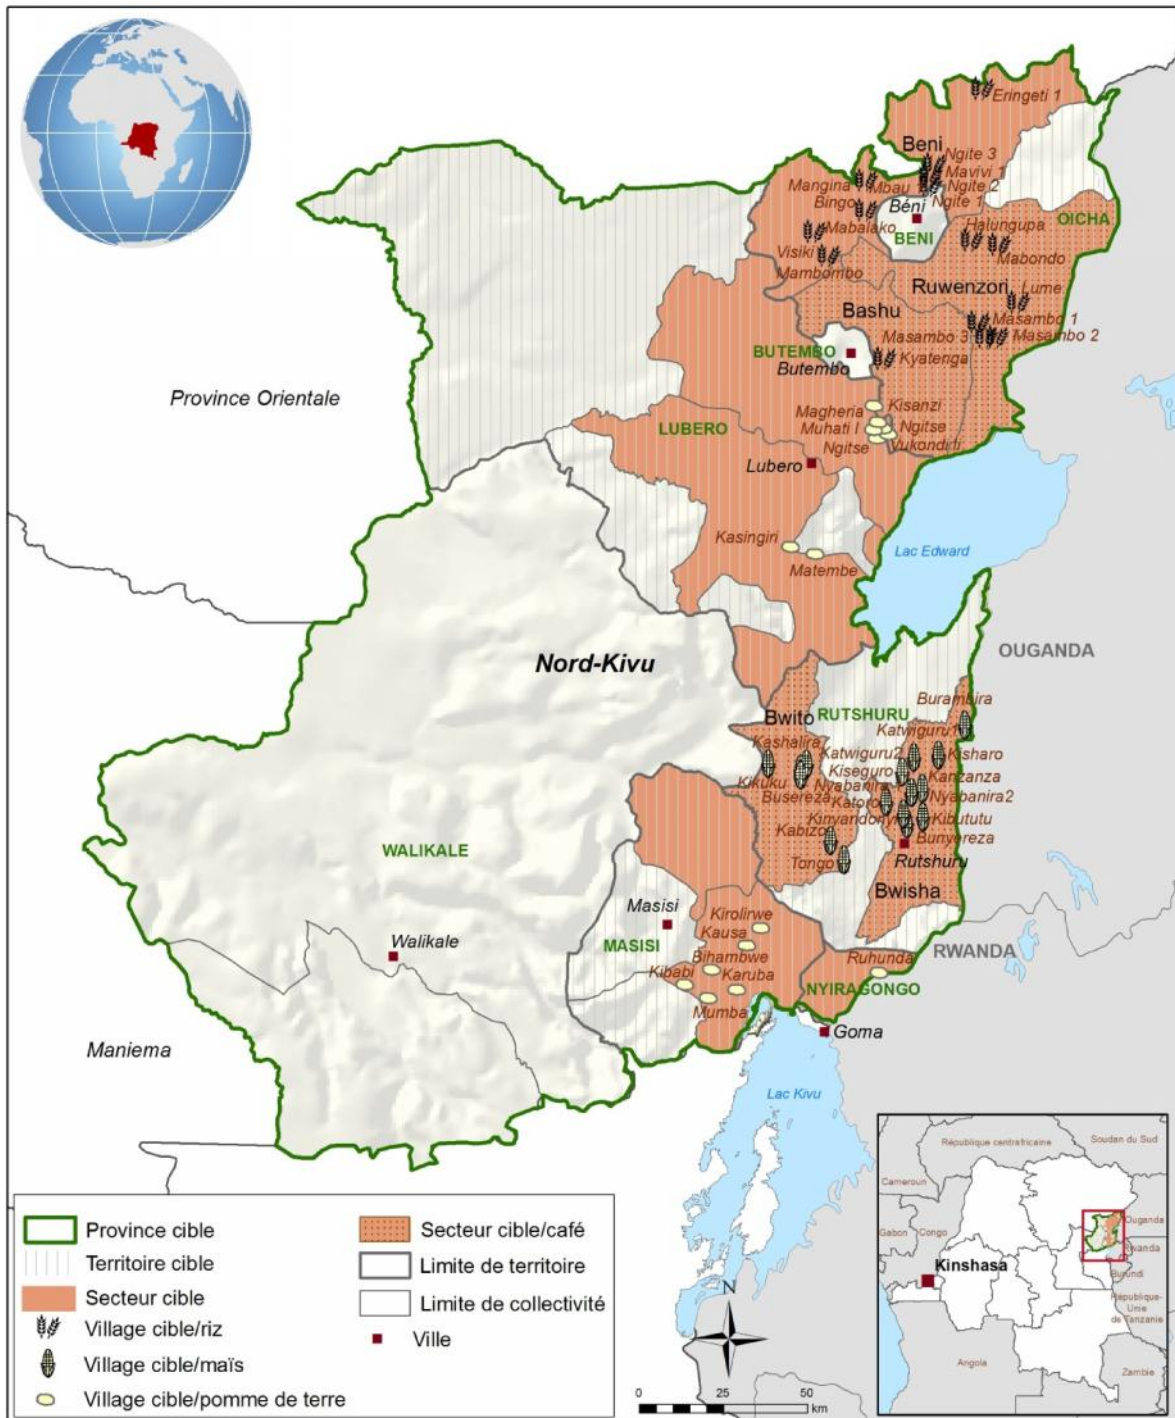 Eringeti 1
Beni
Ngite 3
Mavivi 1
Mangina
Mbau 1
Ngite 2
Bingo
Ngite 1
Béni
OICHA
Mabalako
BENI
Halungupa
Visiki
Mabondo
Mambombo
Ruwenzori
Lume
Bashu
Masambo 1
Masambo 3
Masambo 2
BUTEMBO
Kyatenga
Butembo
Province Orientale
Kisanzi
Magheria
LUBERO
Muhati I
Ngitse
Ngitse
Lubero
Kasingiri
Lac Edward
Matembe
Nord-Kivu
OUGANDA
Burambira
Bwito
RUTSHURU
Katwiguru1
Kashalira
Katwiguru2
Kisharo
Kiseguro
Kikuku
Kanzanza
Nyabanira
Busereza
Nyabanira2
Katoro
Kinyandonyi
Kibututu
Kabizo
Bunyereza
WALIKALE
Tongo
Rutshuru
Bwisha
Masisi
Kirolirwe
Kausa
Walikale
MASISI
RWANDA
Bihambwe
Ruhunda
Kibabi
Karuba
NYIRAGONGO
Mumba
Goma
Maniema
Lac Kivu
Province cible
Territoire cible
Secteur cible
Village cible/riz
Village cible/maïs
Village cible/pomme de terre
Secteur cible/café
Limite de territoire
Limite de collectivité
Ville
N
0 25 50
km
République centrafricaine
Soudan du Sud
Cameroun
Ouganda
Gabon
Congo
Rwanda
Kinshasa
Burundi
République-
Unie
de Tanzanie
Angola
Zambie